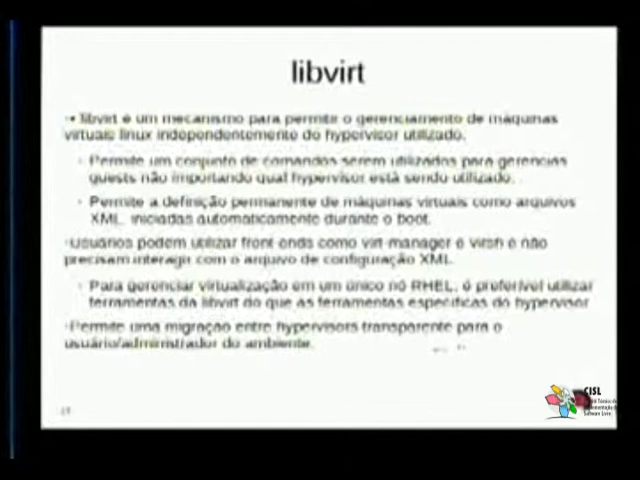 libvirt
• libvirt é um mecanismo para permitir o gerenciamento de máquinas
virtuais linux independentemente do hypervisor utilizado.
Permite um conjunto de comandos serem utilizados para gerenciar
guests não importando qual hypervisor está sendo utilizado.
Permite a definição permanente de máquinas virtuais como arquivos
XML, iniciadas automaticamente durante o boot.
Usuários podem utilizar front ends como virt-manager e virsh e não
precisam interagir com o arquivo de configuração XML
Para gerenciar virtualização em um único nó RHEL, é preferível utilizar
ferramentas da libvirt do que as ferramentas específicas do hypervisor
Permite uma migração entre hypervisors transparente para o
usuário/administrador do ambiente.
CISL
Software Livre